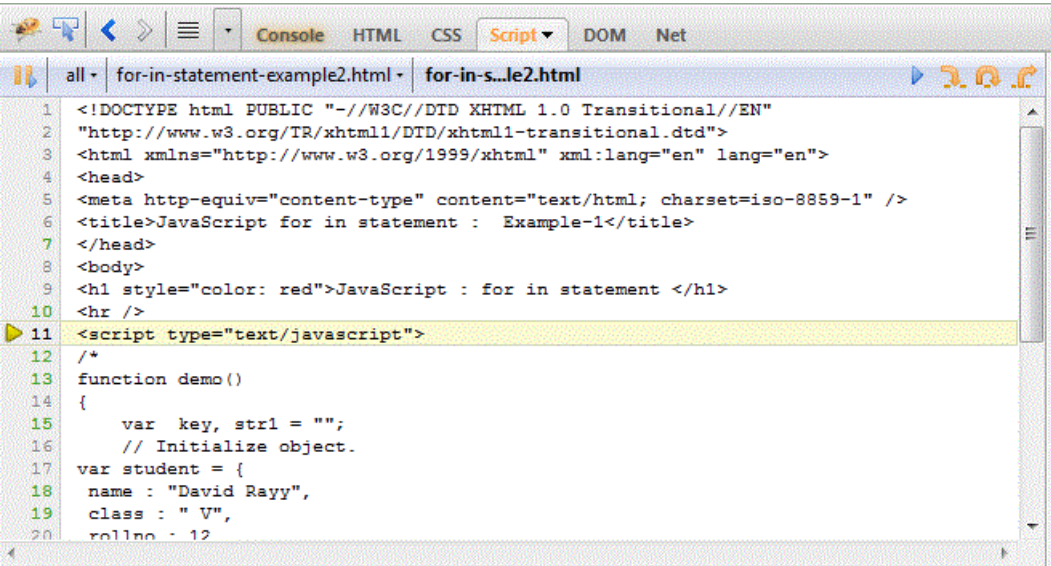 Console HTML CSS Script DOM Net
all for-in-statement-example2.html for-in-s...le2.html
1 <!DOCTYPE html PUBLIC "-//W3C//DTD XHTML 1.0 Transitional//EN"
2 "http://www.w3.org/TR/xhtml1/DTD/xhtml1-transitional.dtd">
3 <html xmlns="http://www.w3.org/1999/xhtml" xml:lang="en" lang="en">
4 <head>
5 <meta http-equiv="content-type" content="text/html; charset=iso-8859-1" />
6 <title>JavaScript for in statement :  Example-1</title>
7 </head>
8 <body>
9 <h1 style="color: red">JavaScript : for in statement </h1>
10 <hr />
11 <script type="text/javascript">
12 /*
13 function demo()
14 {
15     var  key, str1 = "";
16     // Initialize object.
17 var student = {
18  name : "David Rayy",
19  class : " V",
20  rollno : 12